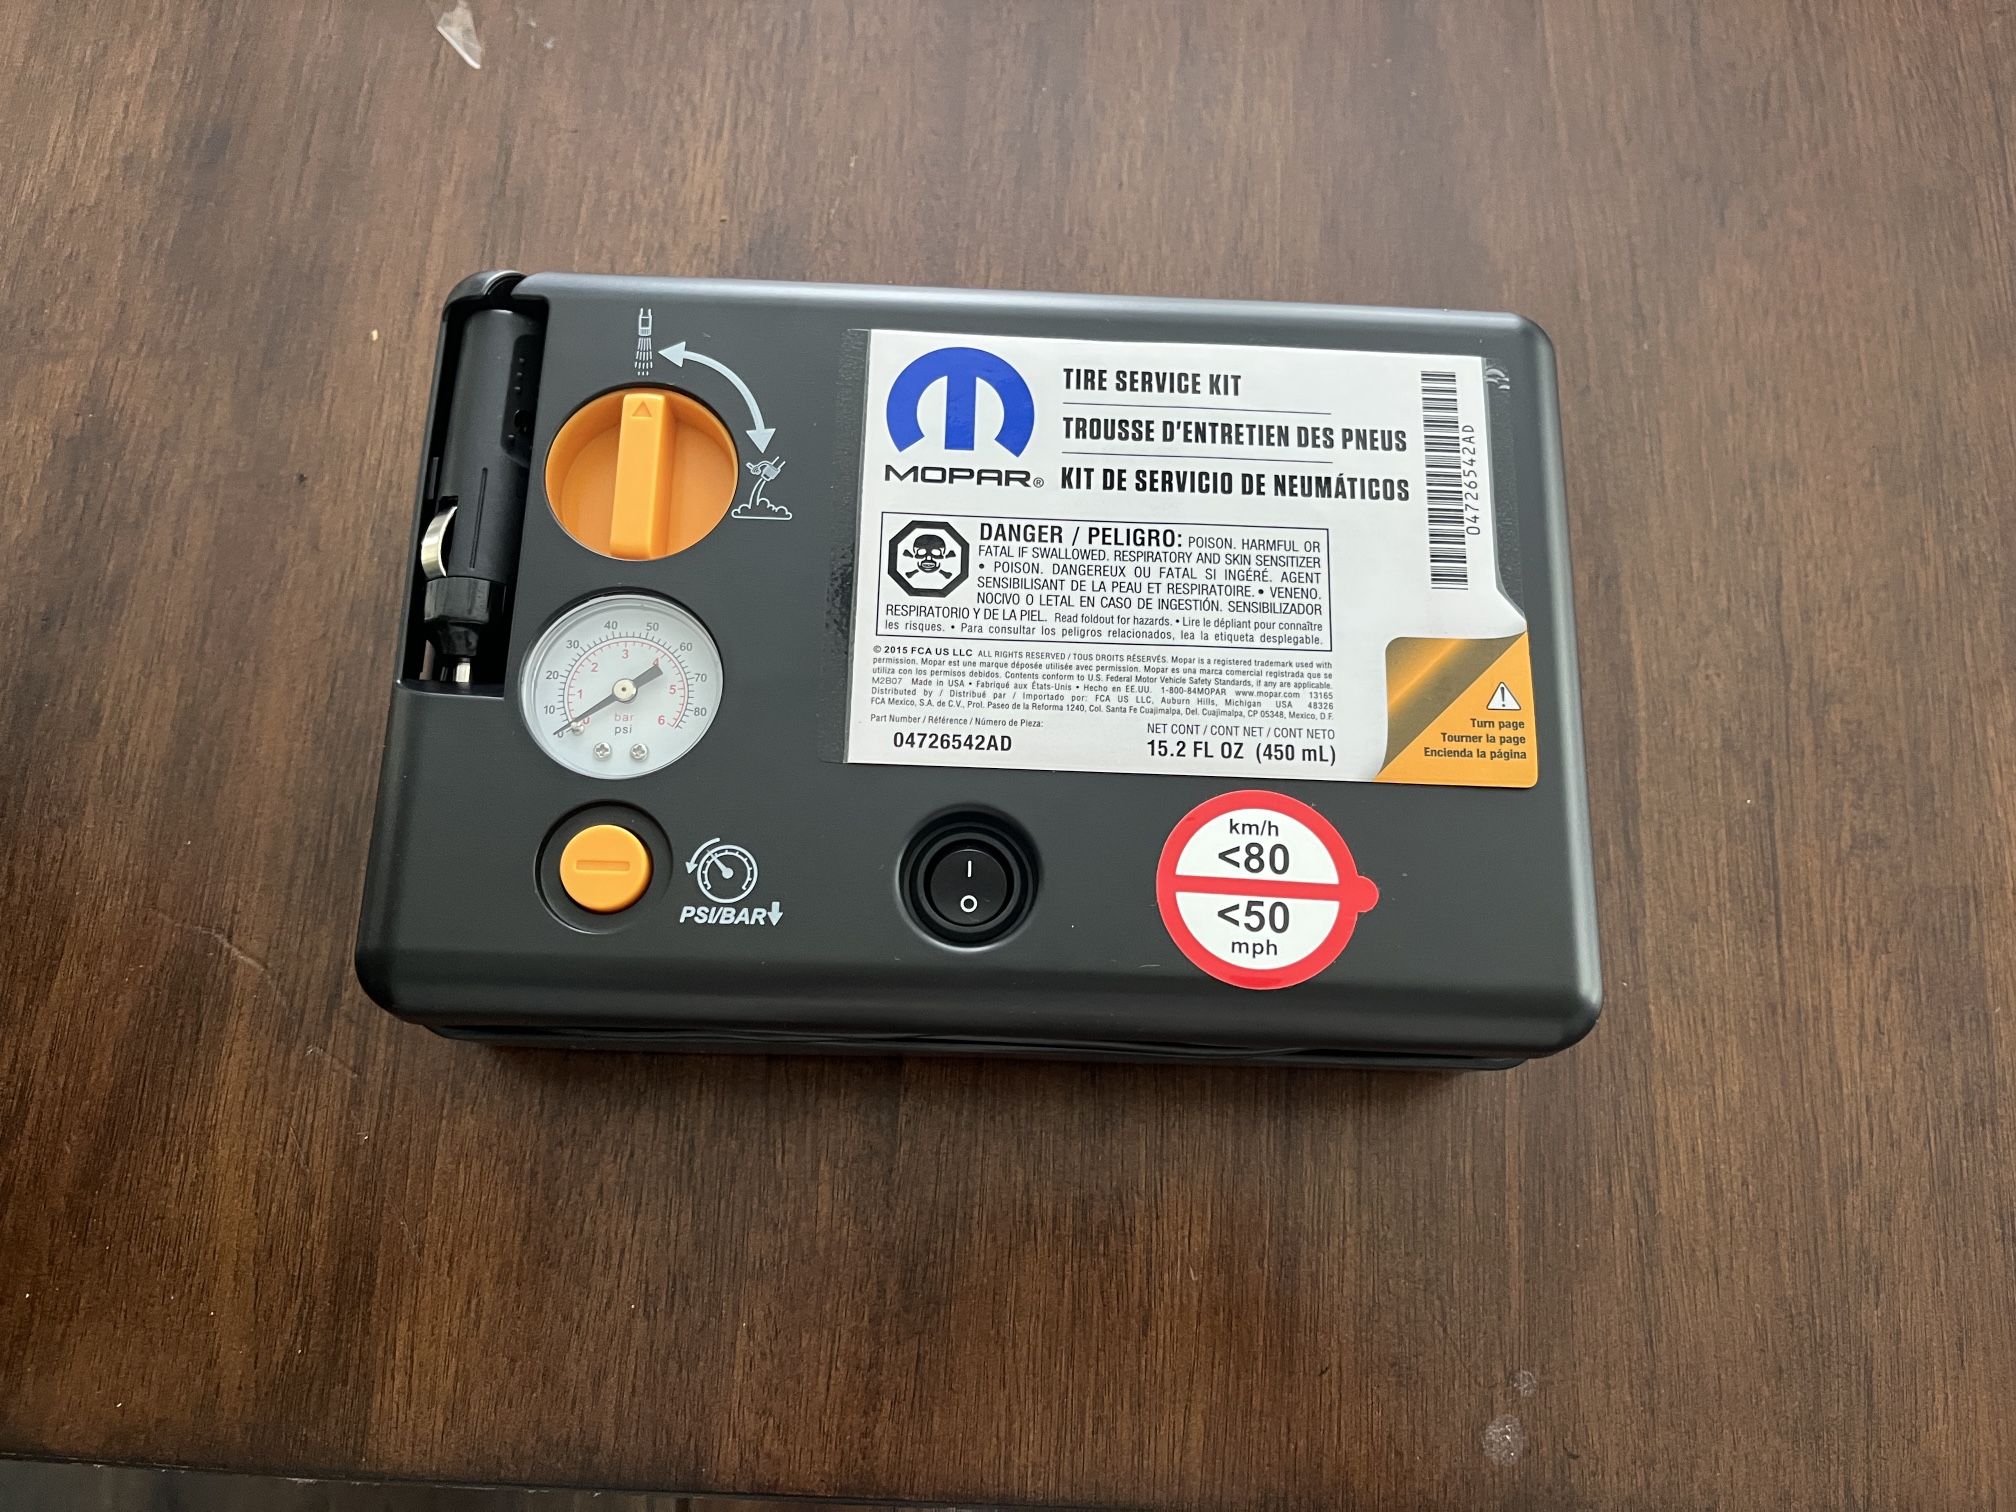 TIRE SERVICE KIT
TROUSSE D'ENTRETIEN DES PNEUS
MOPAR® KIT DE SERVICIO DE NEUMÁTICOS
04726542AD
DANGER / PELIGRO: POISON. HARMFUL OR
FATAL IF SWALLOWED. RESPIRATORY AND SKIN SENSITIZER
• POISON. DANGEREUX OU FATAL SI INGÉRÉ. AGENT
SENSIBILISANT DE LA PEAU ET RESPIRATOIRE. • VENENO.
NOCIVO O LETAL EN CASO DE INGESTIÓN. SENSIBILIZADOR
RESPIRATORIO Y DE LA PIEL. Read foldout for hazards. • Lire le dépliant pour connaître
les risques. • Para consultar los peligros relacionados, lea la etiqueta desplegable.
© 2015 FCA US LLC ALL RIGHTS RESERVED / TOUS DROITS RÉSERVÉS. Mopar is a registered trademark used with
permission. Mopar est une marque déposée utilisée avec permission. Mopar es una marca comercial registrada que se
utiliza con los permisos debidos. Contents conform to U.S. Federal Motor Vehicle Safety Standards, if any are applicable.
M2B07 Made in USA • Fabriqué aux États-Unis • Hecho en EE.UU. 1-800-84MOPAR www.mopar.com 13165
Distributed by / Distribué par / Importado por: FCA US LLC, Auburn Hills, Michigan USA 48326
FCA Mexico, S.A. de C.V., Prol. Paseo de la Reforma 1240, Col. Santa Fe Cuajimalpa, Del. Cuajimalpa, CP 05348, Mexico, D.F.
Part Number / Référence / Número de Pieza:
04726542AD
NET CONT / CONT NET / CONT NETO
15.2 FL OZ (450 mL)
Turn page
Tourner la page
Encienda la página
0 10 20 30 40 50 60 70 80
0 1 2 3 4 5 6
bar
psi
PSI/BAR
I
O
km/h
<80
<50
mph